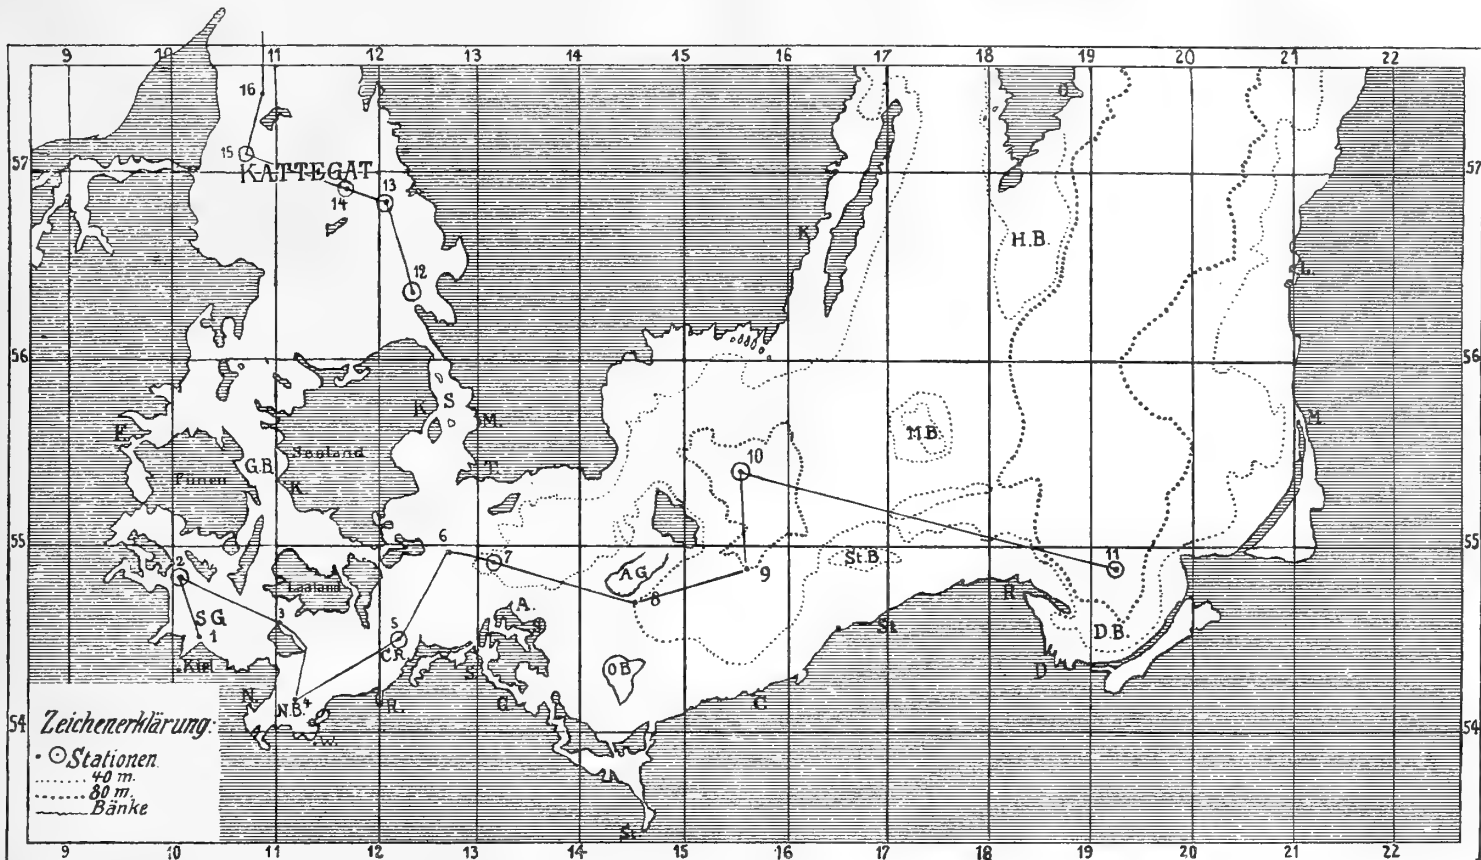 9 10 11 12 13 14 15 16 17 18 19 20 21 22
16
15
KATTEGAT
13
14
57
57
O
H.B.
K
12
L.
56
56
K
S
M.
M.B.
M
F.
Seeland
G.B.
Fünen
K
T.
10
55
6
7
55
2
A G.
St.B.
9
11
8
Laaland
3
S G
1
Kiel
5
C.R.
A.
R
D.B.
St
D
S.
O B
N.
N.B.
4
R.
G
C
W.
54
54
St.
Zeichenerklärung:
Stationen
40 m.
80 m.
Bänke
9 10 11 12 13 14 15 16 17 18 19 20 21 22